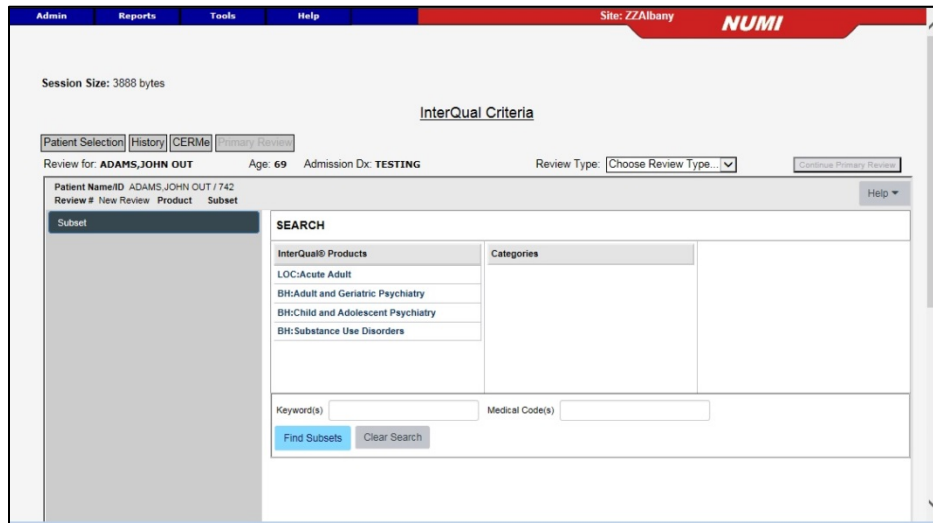 Admin Reports Tools Help Site: ZZAlbany NUMI
Session Size: 3888 bytes
InterQual Criteria
Patient Selection History CERMe Primary Review
Review for: ADAMS,JOHN OUT Age: 69 Admission Dx: TESTING Review Type: Choose Review Type... Continue Primary Review
Patient Name/ID ADAMS,JOHN OUT / 742
Review # New Review Product Subset
Help
Subset
SEARCH
InterQual® Products Categories
LOC:Acute Adult
BH:Adult and Geriatric Psychiatry
BH:Child and Adolescent Psychiatry
BH:Substance Use Disorders
Keyword(s) Medical Code(s)
Find Subsets Clear Search